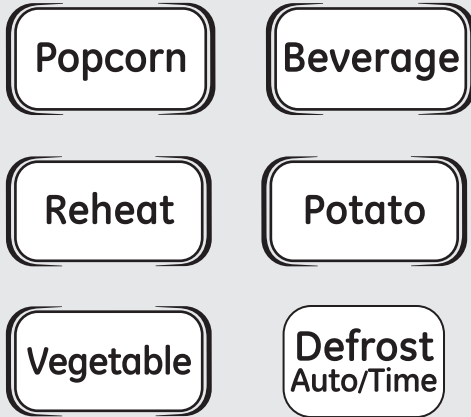 Popcorn
Beverage
Reheat
Potato
Vegetable
Defrost
Auto/Time